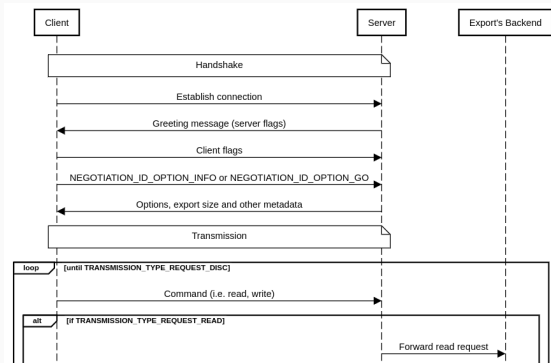 Client
Server
Export's Backend
Handshake
Establish connection
Greeting message (server flags)
Client flags
NEGOTIATION_ID_OPTION_INFO or NEGOTIATION_ID_OPTION_GO
Options, export size and other metadata
Transmission
loop [until TRANSMISSION_TYPE_REQUEST_DISC]
Command (i.e. read, write)
alt [if TRANSMISSION_TYPE_REQUEST_READ]
Forward read request